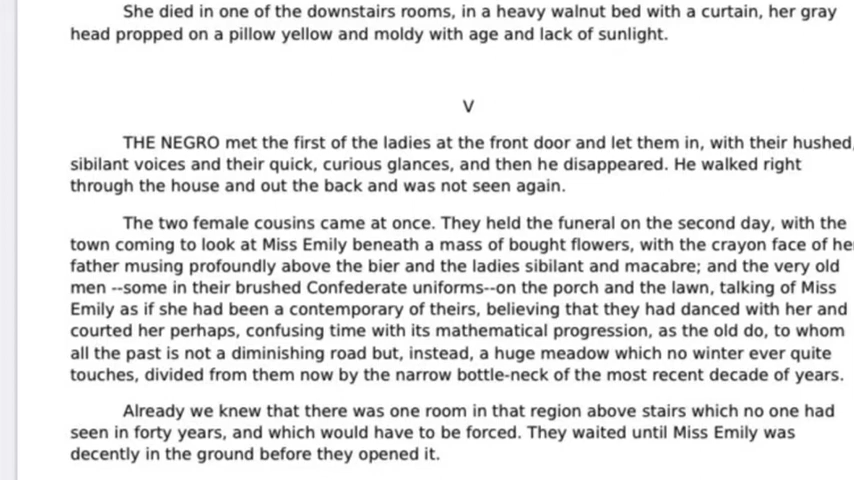 She died in one of the downstairs rooms, in a heavy walnut bed with a curtain, her gray
head propped on a pillow yellow and moldy with age and lack of sunlight.
V
THE NEGRO met the first of the ladies at the front door and let them in, with their hushed,
sibilant voices and their quick, curious glances, and then he disappeared. He walked right
through the house and out the back and was not seen again.
The two female cousins came at once. They held the funeral on the second day, with the
town coming to look at Miss Emily beneath a mass of bought flowers, with the crayon face of he
father musing profoundly above the bier and the ladies sibilant and macabre; and the very old
men --some in their brushed Confederate uniforms--on the porch and the lawn, talking of Miss
Emily as if she had been a contemporary of theirs, believing that they had danced with her and
courted her perhaps, confusing time with its mathematical progression, as the old do, to whom
all the past is not a diminishing road but, instead, a huge meadow which no winter ever quite
touches, divided from them now by the narrow bottle-neck of the most recent decade of years.
Already we knew that there was one room in that region above stairs which no one had
seen in forty years, and which would have to be forced. They waited until Miss Emily was
decently in the ground before they opened it.